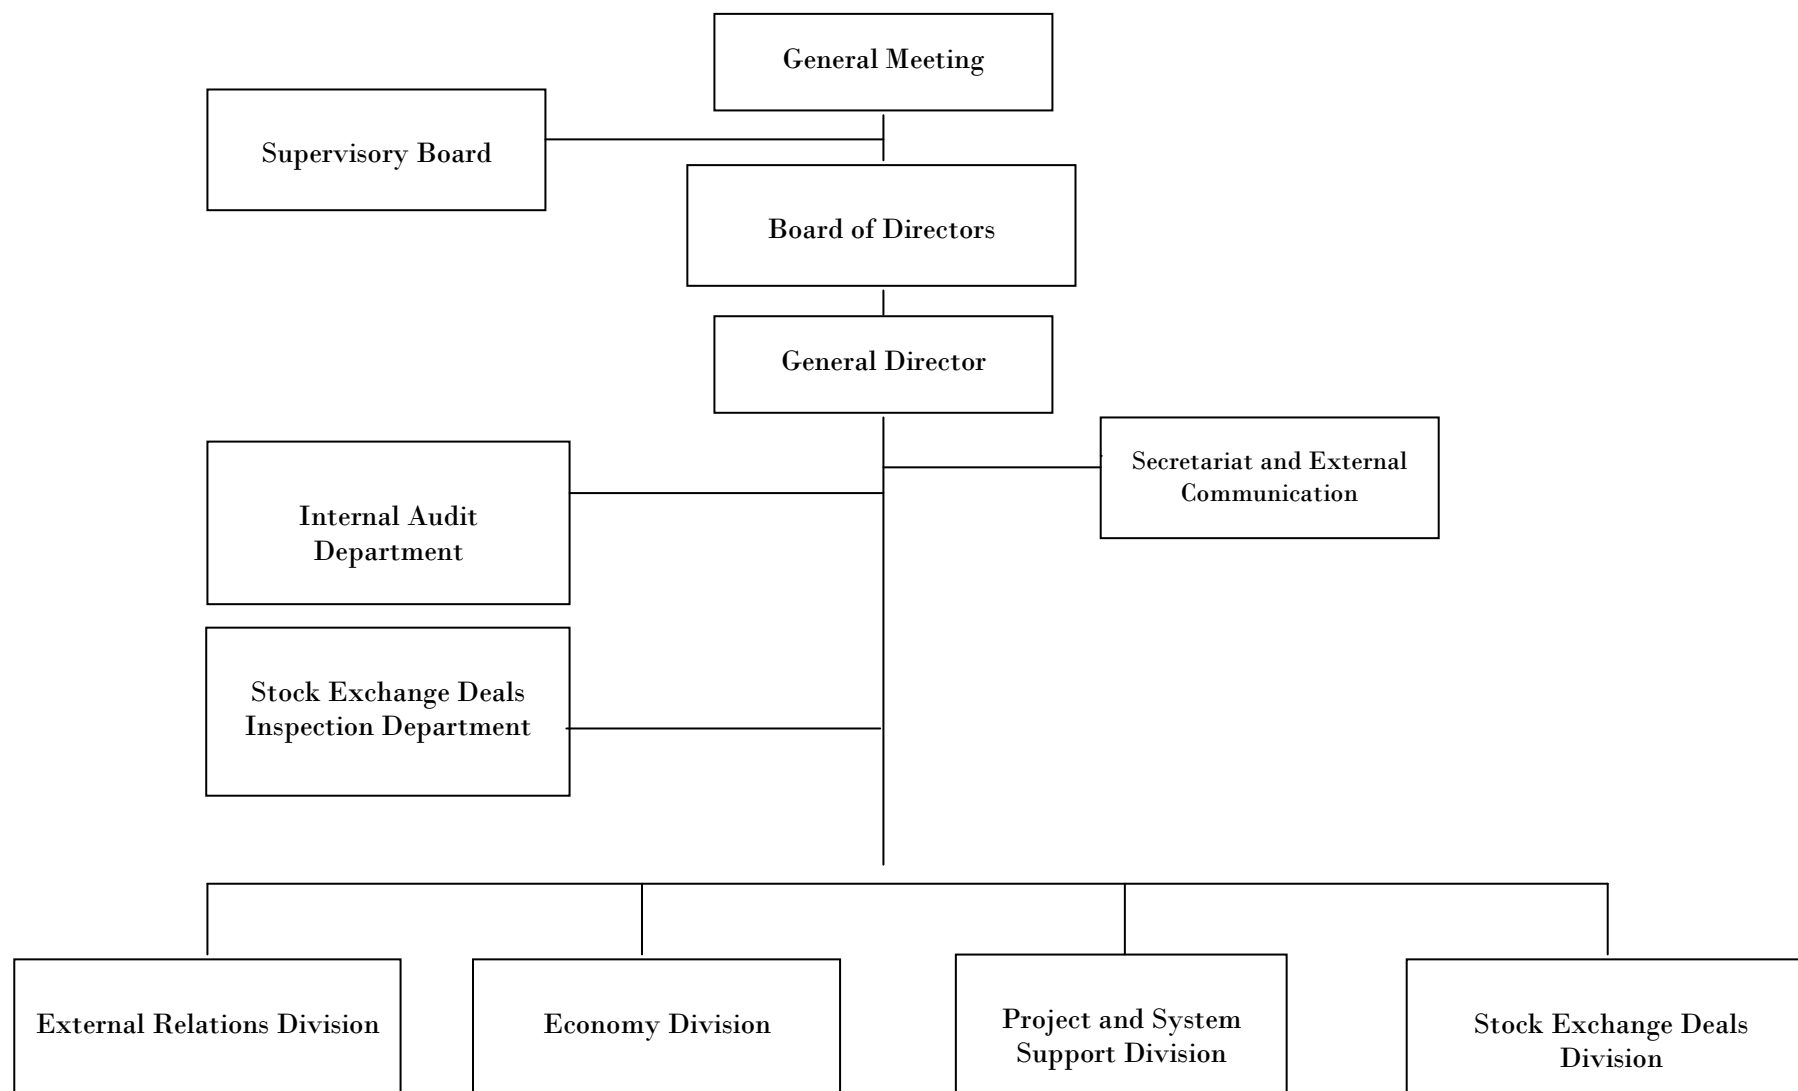 General Meeting
Supervisory Board
Board of Directors
General Director
Secretariat and External
Communication
Internal Audit
Department
Stock Exchange Deals
Inspection Department
External Relations Division
Economy Division
Project and System
Support Division
Stock Exchange Deals
Division